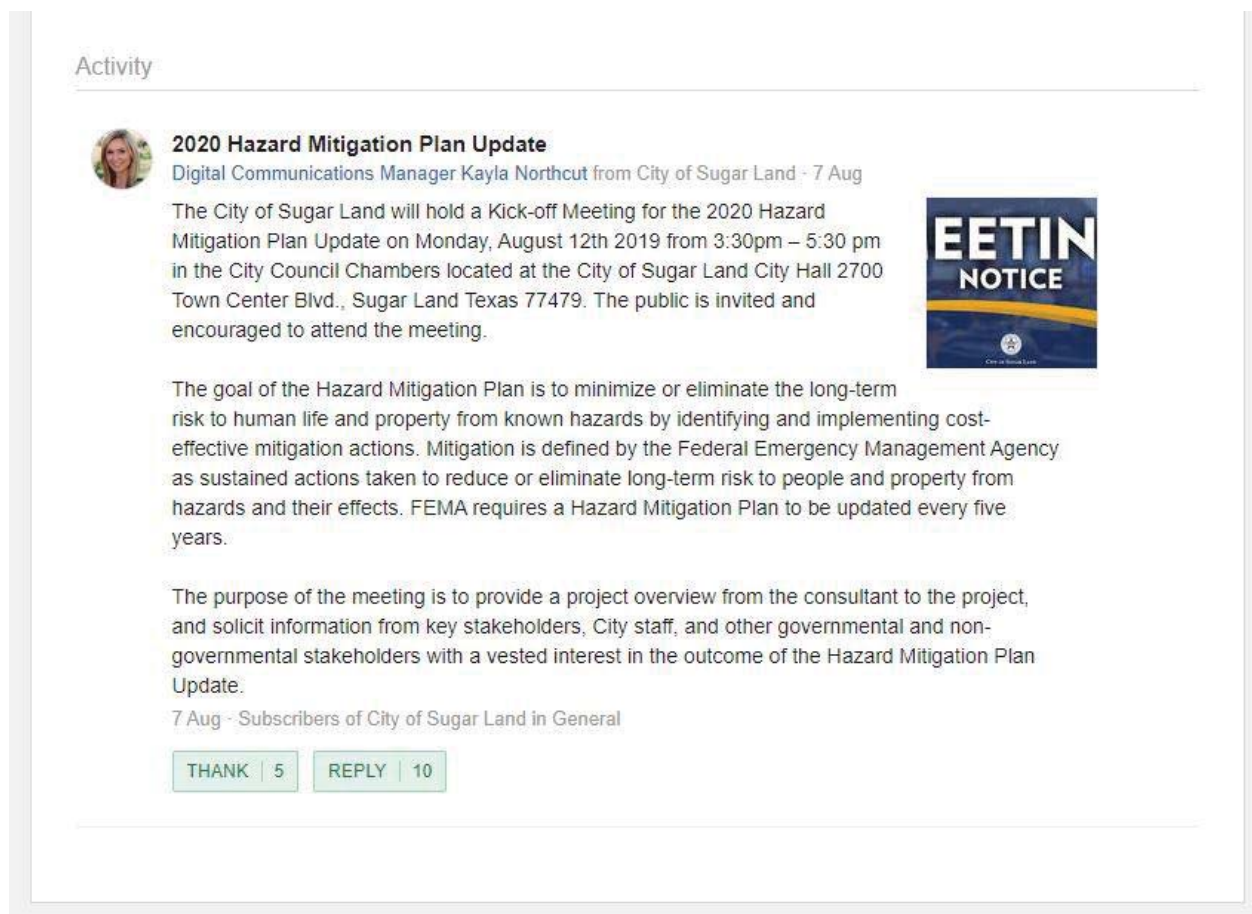 Activity
2020 Hazard Mitigation Plan Update
Digital Communications Manager Kayla Northcut from City of Sugar Land · 7 Aug
The City of Sugar Land will hold a Kick-off Meeting for the 2020 Hazard
Mitigation Plan Update on Monday, August 12th 2019 from 3:30pm – 5:30 pm
in the City Council Chambers located at the City of Sugar Land City Hall 2700
Town Center Blvd., Sugar Land Texas 77479. The public is invited and
encouraged to attend the meeting.
EETIN
NOTICE
City of Sugar Land
The goal of the Hazard Mitigation Plan is to minimize or eliminate the long-term
risk to human life and property from known hazards by identifying and implementing cost-
effective mitigation actions. Mitigation is defined by the Federal Emergency Management Agency
as sustained actions taken to reduce or eliminate long-term risk to people and property from
hazards and their effects. FEMA requires a Hazard Mitigation Plan to be updated every five
years.
The purpose of the meeting is to provide a project overview from the consultant to the project,
and solicit information from key stakeholders, City staff, and other governmental and non-
governmental stakeholders with a vested interest in the outcome of the Hazard Mitigation Plan
Update.
7 Aug · Subscribers of City of Sugar Land in General
THANK | 5 REPLY | 10